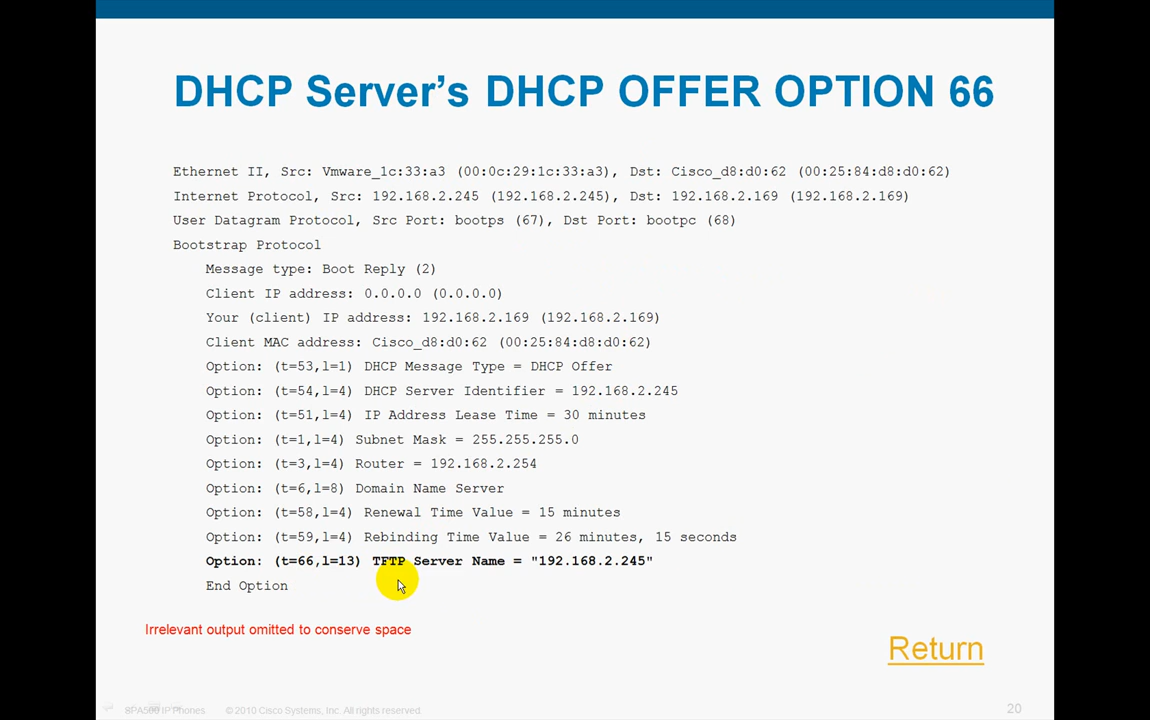 DHCP Server’s DHCP OFFER OPTION 66
Ethernet II, Src: Vmware_1c:33:a3 (00:0c:29:1c:33:a3), Dst: Cisco_d8:d0:62 (00:25:84:d8:d0:62)
Internet Protocol, Src: 192.168.2.245 (192.168.2.245), Dst: 192.168.2.169 (192.168.2.169)
User Datagram Protocol, Src Port: bootps (67), Dst Port: bootpc (68)
Bootstrap Protocol
Message type: Boot Reply (2)
Client IP address: 0.0.0.0 (0.0.0.0)
Your (client) IP address: 192.168.2.169 (192.168.2.169)
Client MAC address: Cisco_d8:d0:62 (00:25:84:d8:d0:62)
Option: (t=53,l=1) DHCP Message Type = DHCP Offer
Option: (t=54,l=4) DHCP Server Identifier = 192.168.2.245
Option: (t=51,l=4) IP Address Lease Time = 30 minutes
Option: (t=1,l=4) Subnet Mask = 255.255.255.0
Option: (t=3,l=4) Router = 192.168.2.254
Option: (t=6,l=8) Domain Name Server
Option: (t=58,l=4) Renewal Time Value = 15 minutes
Option: (t=59,l=4) Rebinding Time Value = 26 minutes, 15 seconds
Option: (t=66,l=13) TFTP Server Name = "192.168.2.245"
End Option
Irrelevant output omitted to conserve space
Return
IP Phones © 2010 Cisco Systems, Inc. All rights reserved. 20